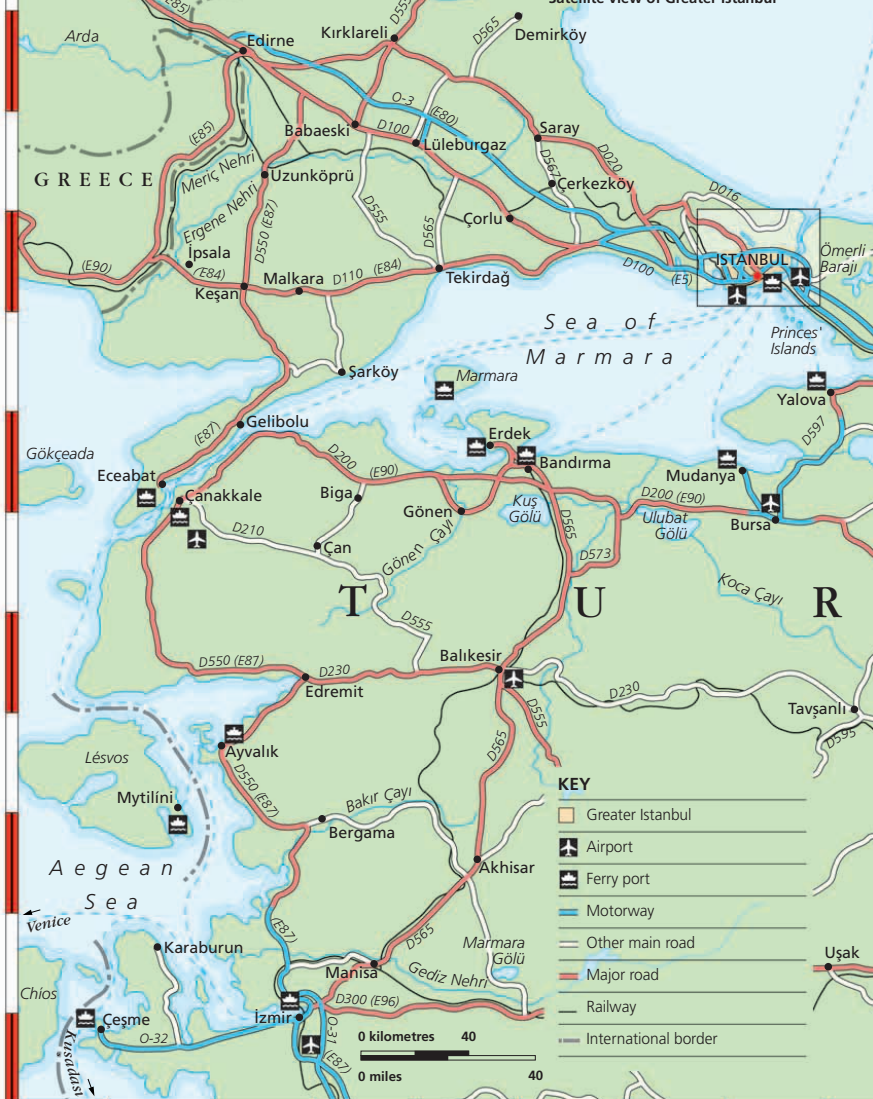 Satellite view of Greater Istanbul
(E85)
D555
D565
Demirköy
Kırklareli
Arda
Edirne
O-3
(E80)
Babaeski
D100
Lüleburgaz
Saray
D020
(E85)
D567
Meriç Nehri
GREECE
Uzunköprü
Çerkezköy
D016
Ergene Nehri
D550 (E87)
D555
D565
Çorlu
İpsala
(E90)
(E84)
Malkara
D110 (E84)
Tekirdağ
Keşan
D100
(E5)
ISTANBUL
Ömerli
Barajı
Sea of
Marmara
Princes'
Islands
Şarköy
Marmara
Yalova
(E87)
Gelibolu
D597
Gökçeada
Erdek
D200
(E90)
Bandırma
Eceabat
Mudanya
Çanakkale
Biga
Gönen
Kuş
Gölü
D200 (E90)
Ulubat
Gölü
Bursa
D210
Çan
Gönen Çayı
D565
D573
Koca Çayı
T U R
D555
D550 (E87)
D230
Balıkesir
Edremit
D230
Tavşanlı
D555
D595
Ayvalık
Lésvos
D565
D550 (E87)
Mytilíni
Bakır Çayı
Bergama
Aegean
Sea
Akhisar
Venice
(E87)
D565
Karaburun
Marmara
Gölü
Manisa
Gediz Nehri
Uşak
Chíos
D300 (E96)
Çeşme
İzmir
O-32
O-31
(E87)
Kuşadası
0 kilometres 40
0 miles 40
KEY
Greater Istanbul
Airport
Ferry port
Motorway
Other main road
Major road
Railway
International border